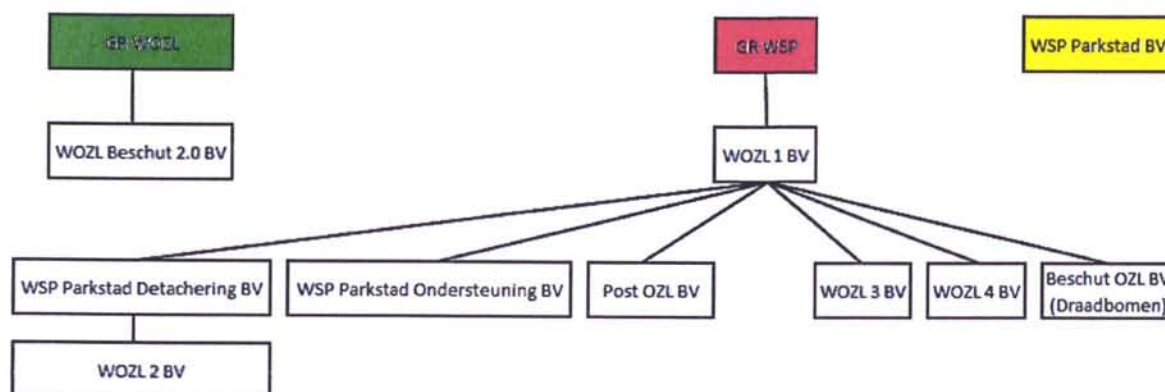 GR WOZL
GR WSP
WSP Parkstad BV
WOZL Beschut 2.0 BV
WOZL 1 BV
WSP Parkstad Detachering BV
WSP Parkstad Ondersteuning BV
Post OZL BV
WOZL 3 BV
WOZL 4 BV
Beschut OZL BV
(Draadbomen)
WOZL 2 BV